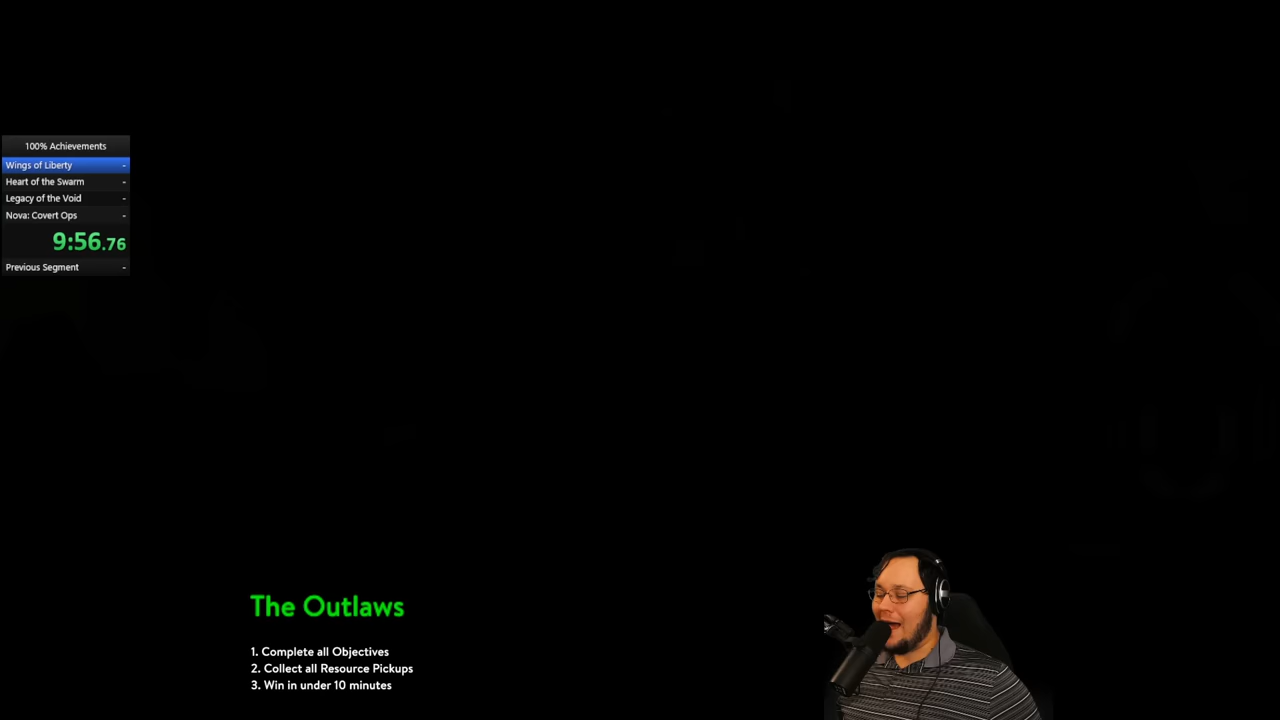 100% Achievements
Wings of Liberty -
Heart of the Swarm -
Legacy of the Void -
Nova: Covert Ops -
9:56.76
Previous Segment -
The Outlaws
1. Complete all Objectives
2. Collect all Resource Pickups
3. Win in under 10 minutes